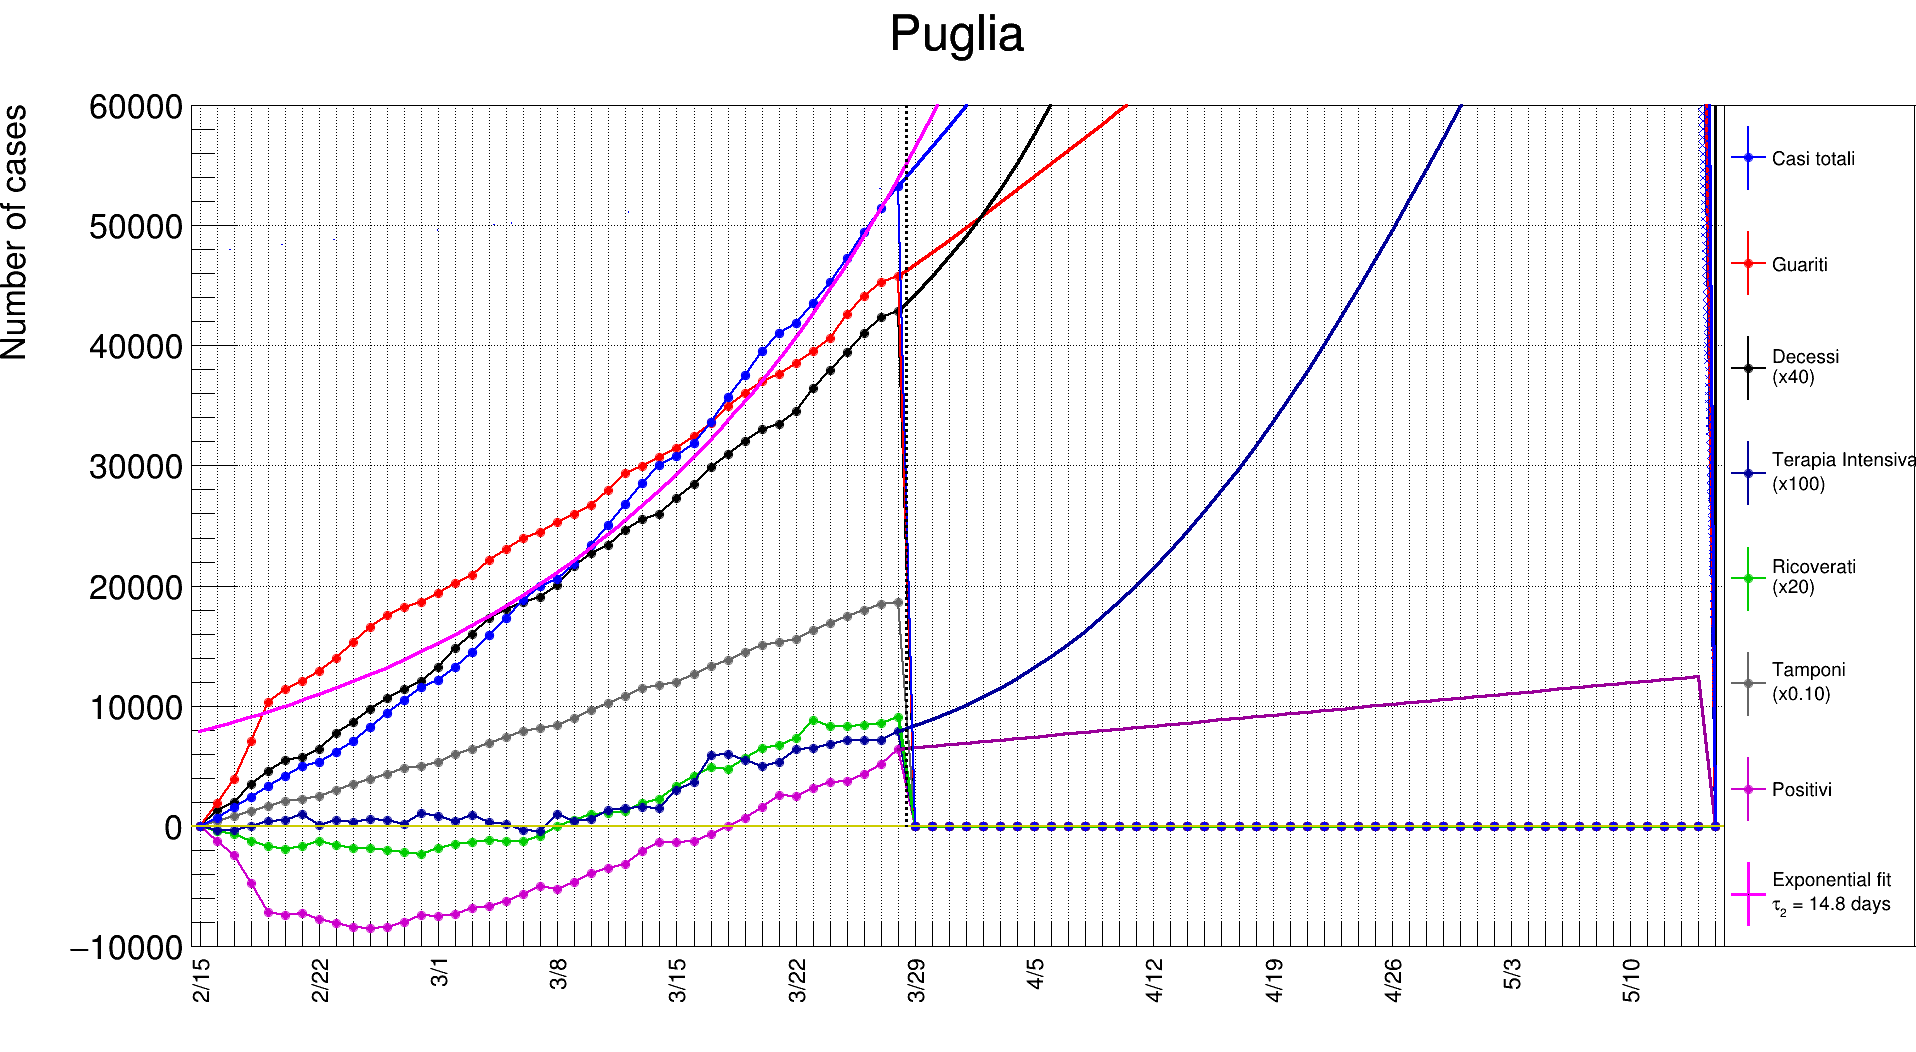 Puglia
Number of cases
60000
50000
40000
30000
20000
10000
0
−10000
2/15
2/22
3/1
3/8
3/15
3/22
3/29
4/5
4/12
4/19
4/26
5/3
5/10
Casi totali
Guariti
Decessi
(x40)
Terapia Intensiva
(x100)
Ricoverati
(x20)
Tamponi
(x0.10)
Positivi
Exponential fit
τ2 = 14.8 days